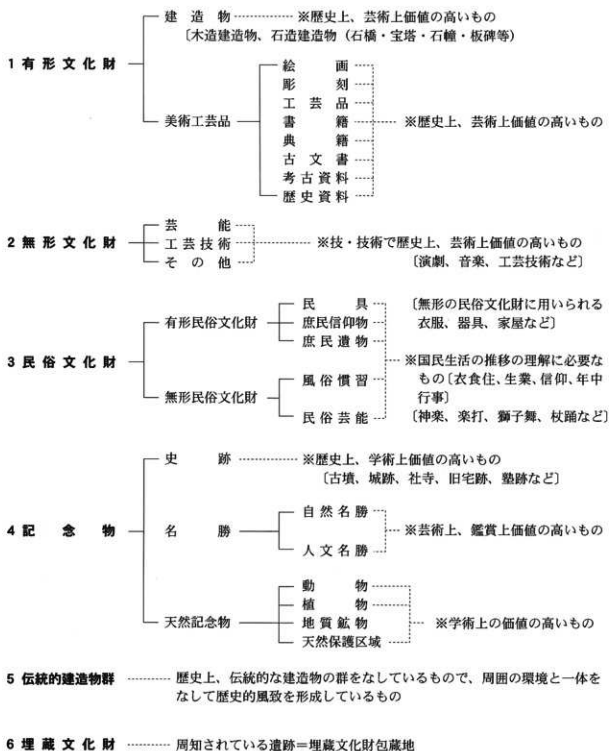 建造物 ※歴史上、芸術上価値の高いもの
〔木造建造物、石造建造物（石橋・宝塔・石幢・板碑等）
1 有形文化財
絵画
彫刻
工芸品
美術工芸品 書籍 ※歴史上、芸術上価値の高いもの
典籍
古文書
考古資料
歴史資料
芸能
2 無形文化財 工芸技術 ※技・技術で歴史上、芸術上価値の高いもの
その他 〔演劇、音楽、工芸技術など〕
民具 〔無形の民俗文化財に用いられる
有形民俗文化財 庶民信仰物 衣服、器具、家屋など〕
庶民遺物
3 民俗文化財 ※国民生活の推移の理解に必要な
風俗慣習 もの〔衣食住、生業、信仰、年中
無形民俗文化財 行事〕
民俗芸能 〔神楽、楽打、獅子舞、杖踊など〕
史跡 ※歴史上、学術上価値の高いもの
〔古墳、城跡、社寺、旧宅跡、塾跡など〕
自然名勝
4 記念物 名勝 ※芸術上、鑑賞上価値の高いもの
人文名勝
動物
植物
天然記念物 地質鉱物 ※学術上の価値の高いもの
天然保護区域
5 伝統的建造物群 歴史上、伝統的な建造物の群をなしているもので、周囲の環境と一体を
なして歴史的風致を形成しているもの
6 埋蔵文化財 周知されている遺跡＝埋蔵文化財包蔵地